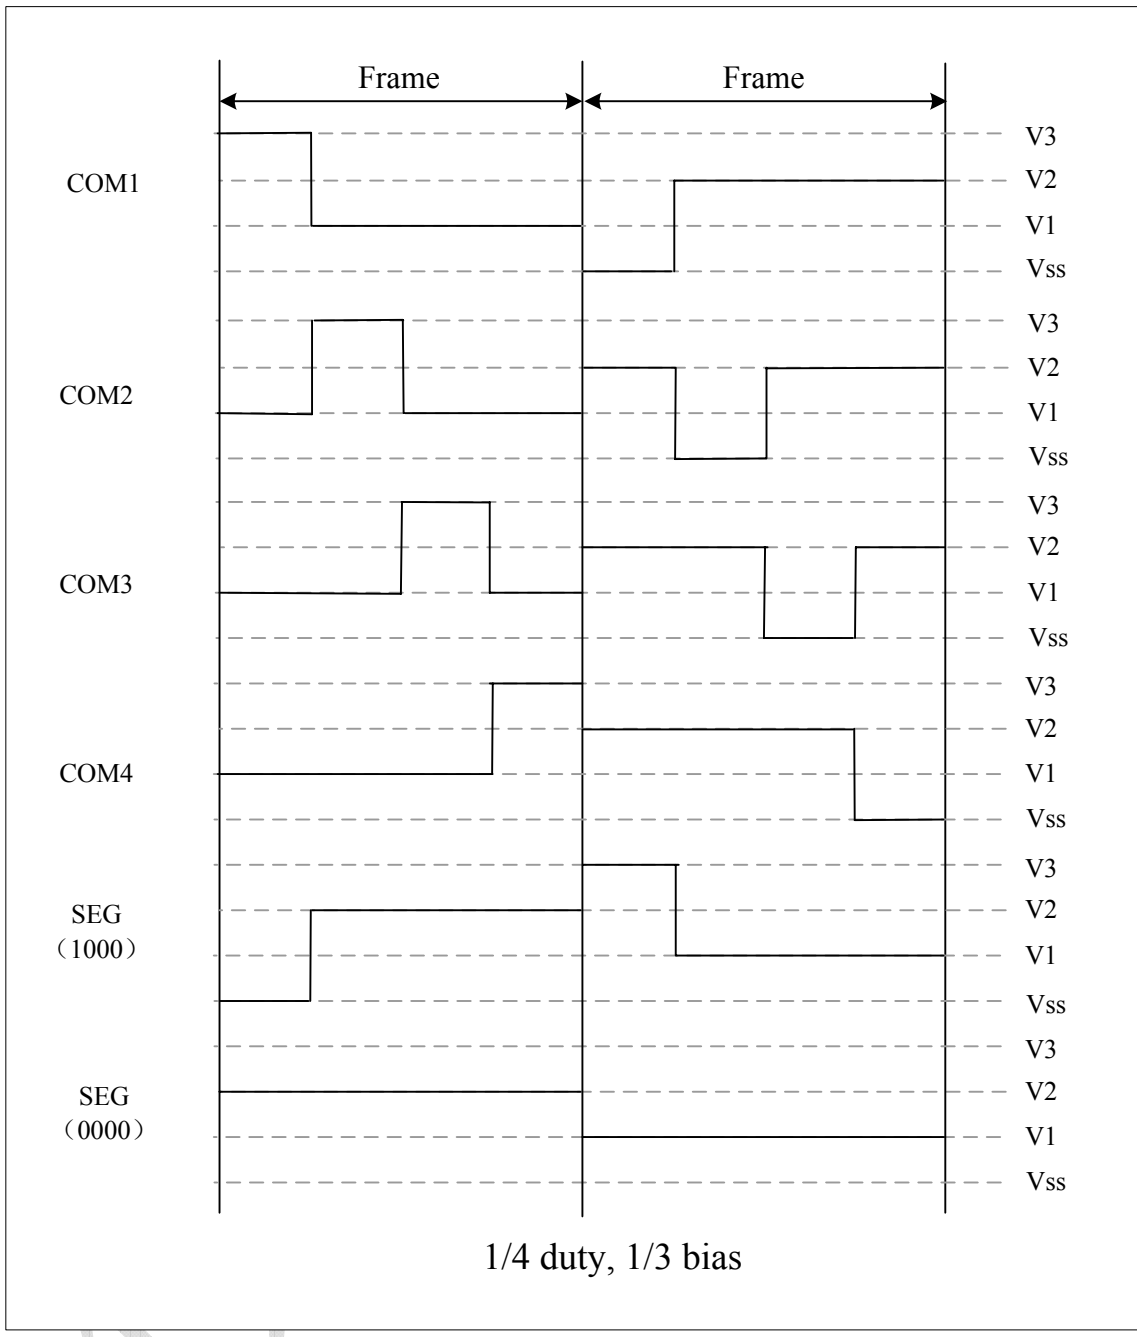 Frame Frame
V3
COM1 V2
V1
Vss
V3
V2
COM2
V1
Vss
V3
V2
COM3 V1
Vss
V3
V2
COM4 V1
Vss
V3
SEG V2
（1000） V1
Vss
V3
SEG V2
（0000） V1
Vss
1/4 duty, 1/3 bias